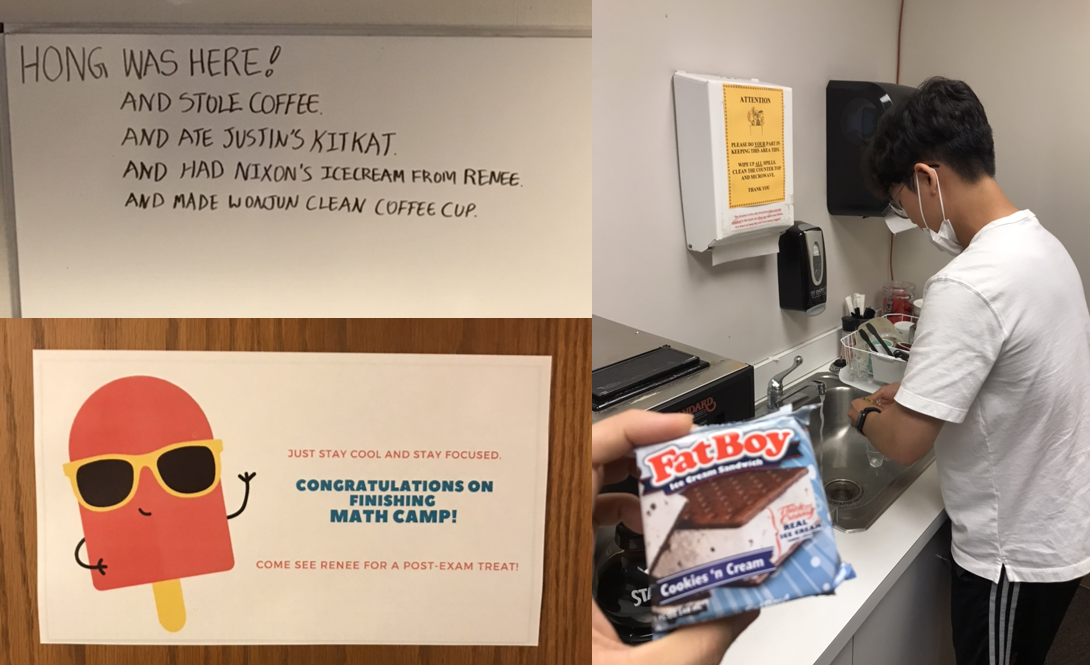 HONG WAS HERE!
AND STOLE COFFEE.
AND ATE JUSTIN'S KITKAT.
AND HAD NIXON'S ICECREAM FROM RENEE.
AND MADE WONJUN CLEAN COFFEE CUP.
JUST STAY COOL AND STAY FOCUSED.
CONGRATULATIONS ON
FINISHING
MATH CAMP!
COME SEE RENEE FOR A POST-EXAM TREAT!
ATTENTION
PLEASE DO YOUR PART IN
KEEPING THIS AREA TIDY.
WIPE UP ALL SPILLS.
CLEAN THE COUNTER TOP
AND MICROWAVE.
THANK YOU
FatBoy
Ice Cream Sandwich
REAL
ICE CREAM
Cookies 'n Cream
STA